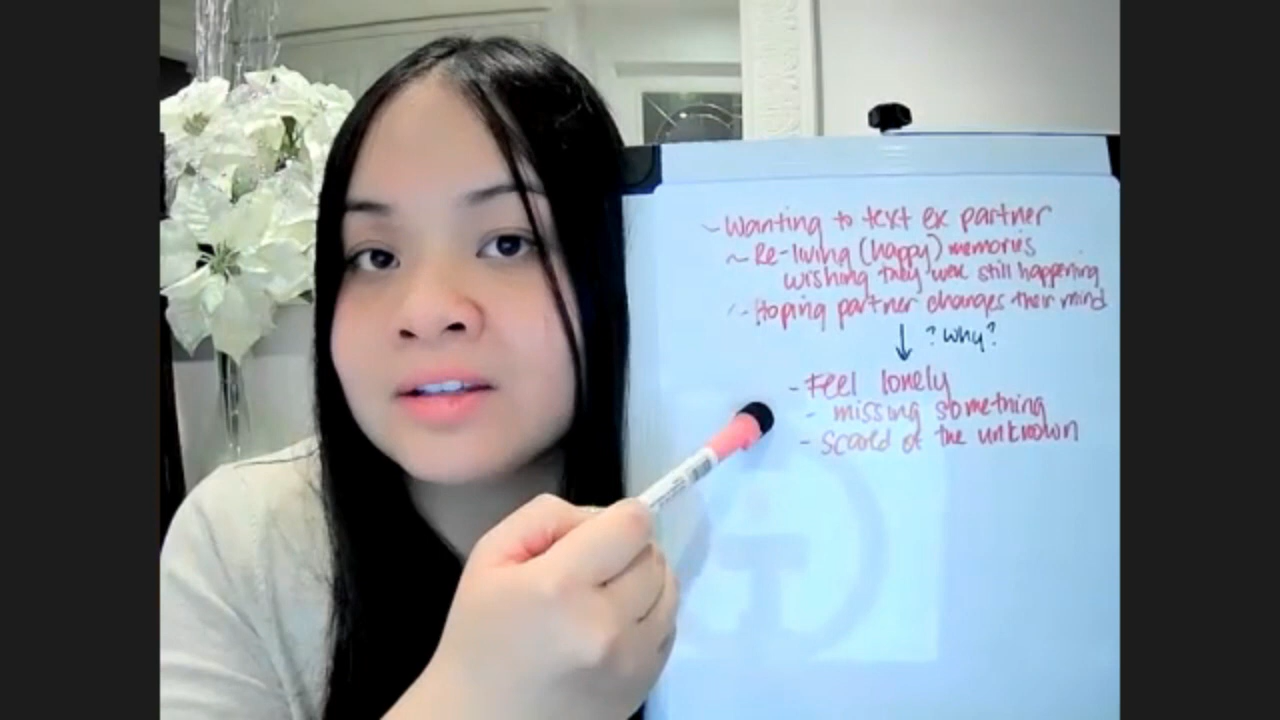 - Wanting to text ex partner
~ Re-living (happy) memories
wishing they were still happening
- Hoping partner changes their mind
↓ ? why?
- Feel lonely
- missing something
- Scared of the unknown